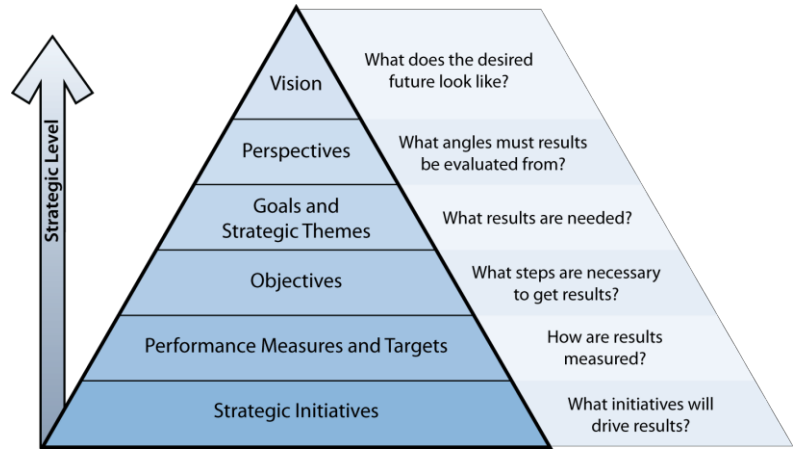 Strategic Level
Vision
What does the desired
future look like?
Perspectives
What angles must results
be evaluated from?
Goals and
Strategic Themes
What results are needed?
Objectives
What steps are necessary
to get results?
Performance Measures and Targets
How are results
measured?
Strategic Initiatives
What initiatives will
drive results?